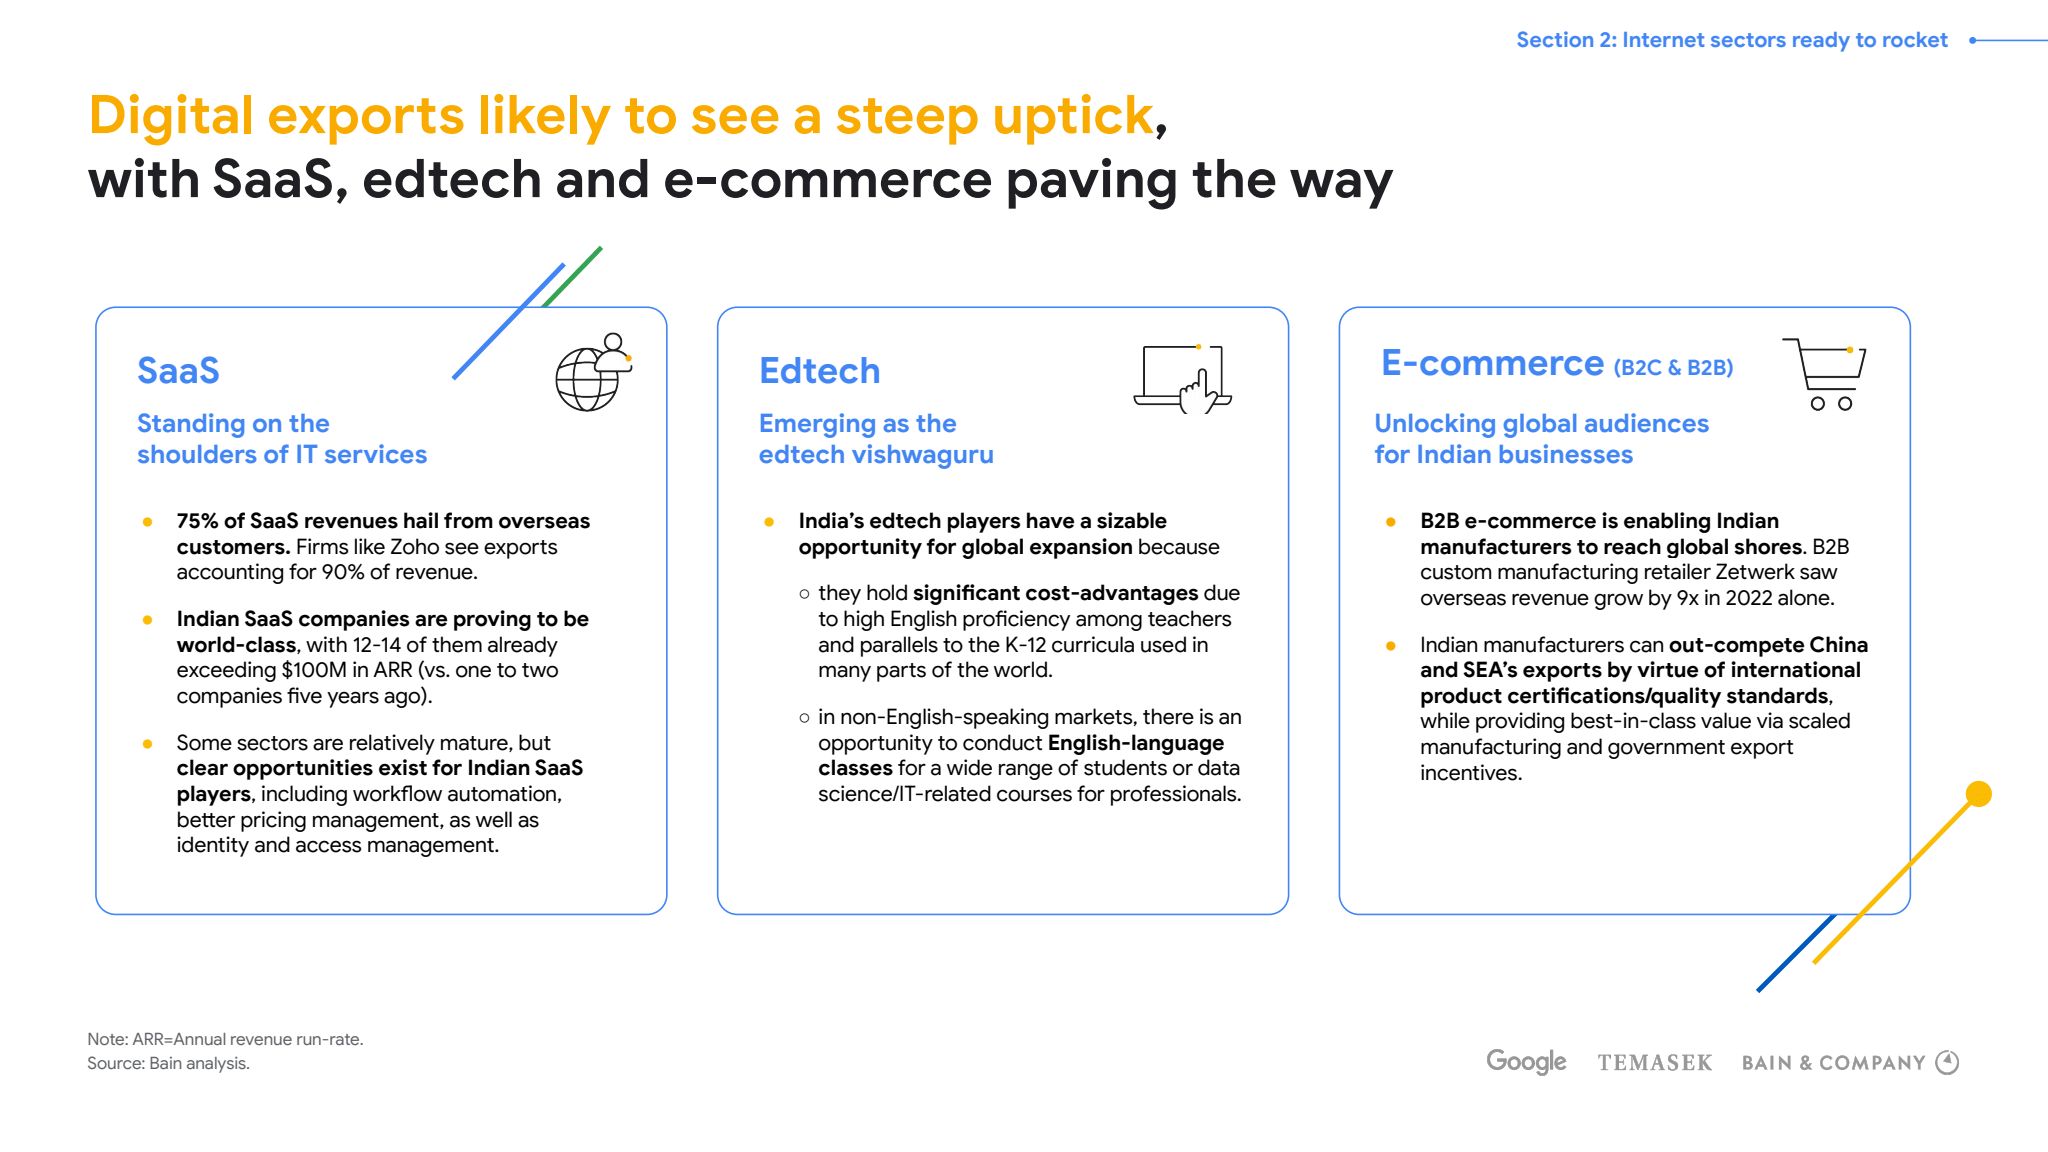 Section 2: Internet sectors ready to rocket
Digital exports likely to see a steep uptick,
with SaaS, edtech and e-commerce paving the way
SaaS
Standing on the
shoulders of IT services
● 75% of SaaS revenues hail from overseas
customers. Firms like Zoho see exports
accounting for 90% of revenue.
● Indian SaaS companies are proving to be
world-class, with 12-14 of them already
exceeding $100M in ARR (vs. one to two
companies five years ago).
● Some sectors are relatively mature, but
clear opportunities exist for Indian SaaS
players, including workflow automation,
better pricing management, as well as
identity and access management.
Edtech
Emerging as the
edtech vishwaguru
● India's edtech players have a sizable
opportunity for global expansion because
○ they hold significant cost-advantages due
to high English proficiency among teachers
and parallels to the K-12 curricula used in
many parts of the world.
○ in non-English-speaking markets, there is an
opportunity to conduct English-language
classes for a wide range of students or data
science/IT-related courses for professionals.
E-commerce (B2C & B2B)
Unlocking global audiences
for Indian businesses
● B2B e-commerce is enabling Indian
manufacturers to reach global shores. B2B
custom manufacturing retailer Zetwerk saw
overseas revenue grow by 9x in 2022 alone.
● Indian manufacturers can out-compete China
and SEA's exports by virtue of international
product certifications/quality standards,
while providing best-in-class value via scaled
manufacturing and government export
incentives.
Note: ARR=Annual revenue run-rate.
Source: Bain analysis.
Google TEMASEK BAIN & COMPANY